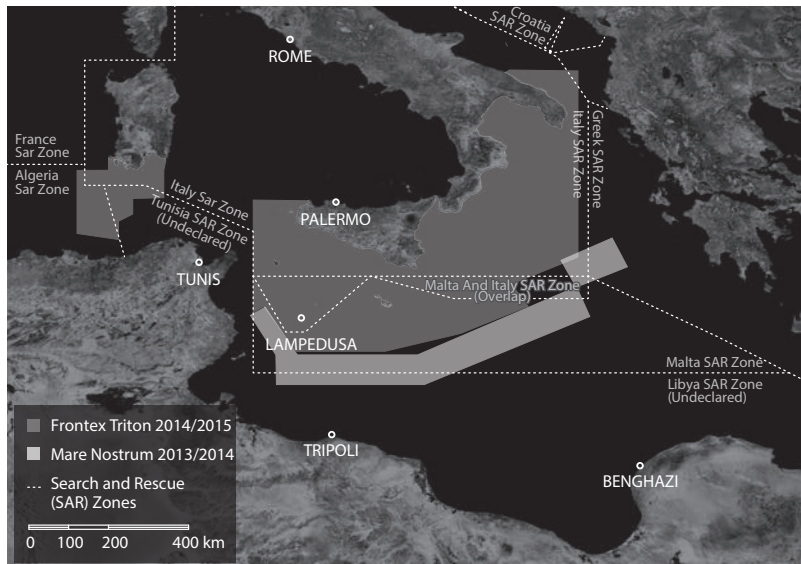 Croatia
SAR Zone
ROME
France
Sar Zone
Algeria
Sar Zone
Italy Sar Zone
Tunisia SAR Zone
(Undeclared)
Greek SAR Zone
Italy SAR Zone
PALERMO
TUNIS
Malta And Italy SAR Zone
(Overlap)
LAMPEDUSA
Malta SAR Zone
Libya SAR Zone
(Undeclared)
Frontex Triton 2014/2015
Mare Nostrum 2013/2014
Search and Rescue
(SAR) Zones
0 100 200 400 km
TRIPOLI
BENGHAZI